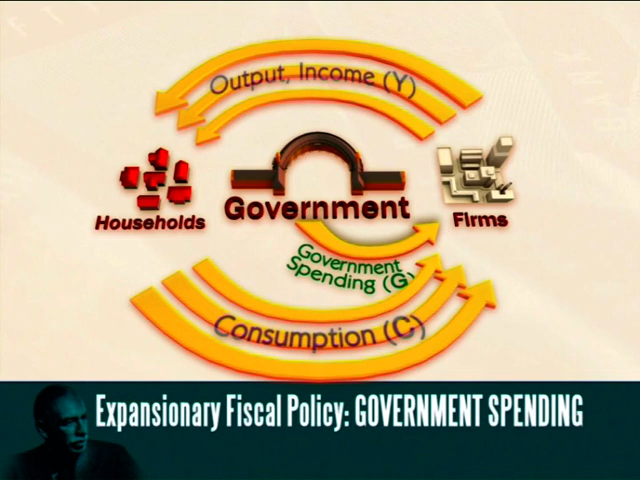 Output, Income (Y)
Households
Government
Firms
Government
Spending (G)
Consumption (C)
Expansionary Fiscal Policy: GOVERNMENT SPENDING